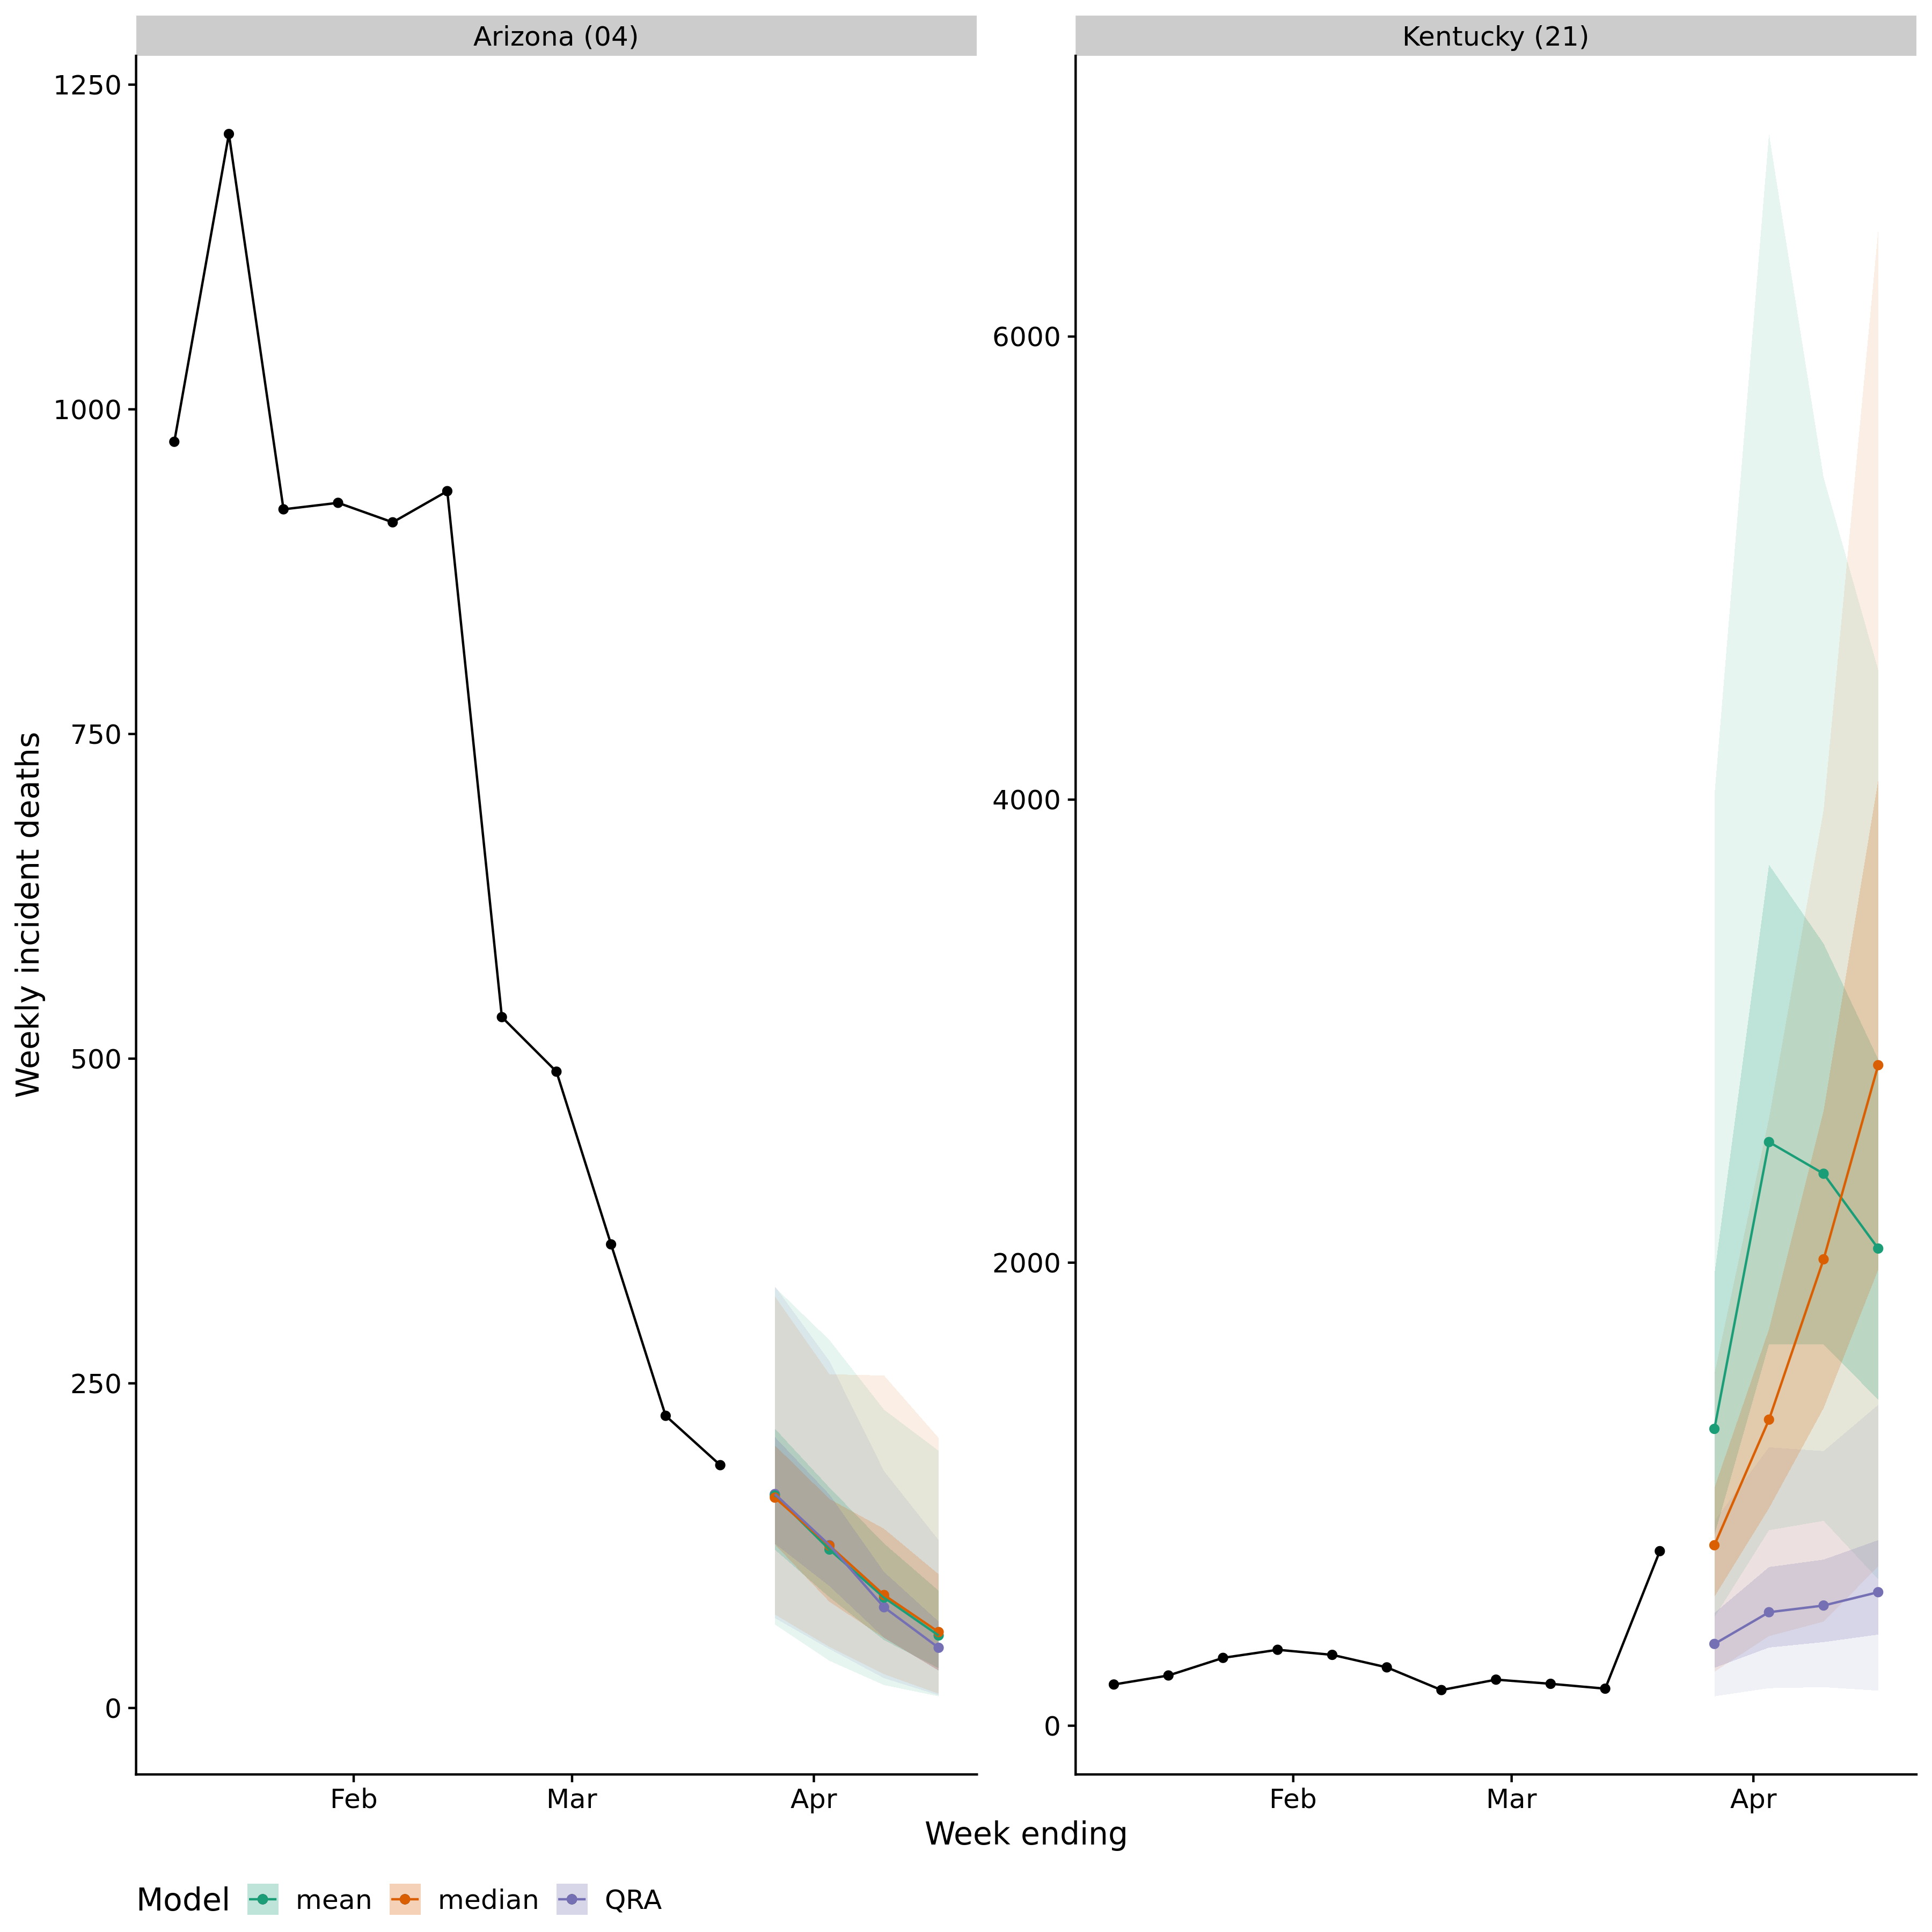 Arizona (04)
Kentucky (21)
Weekly incident deaths
1250
1000
750
500
250
0
6000
4000
2000
0
Feb Mar Apr
Feb Mar Apr
Week ending
Model mean median QRA